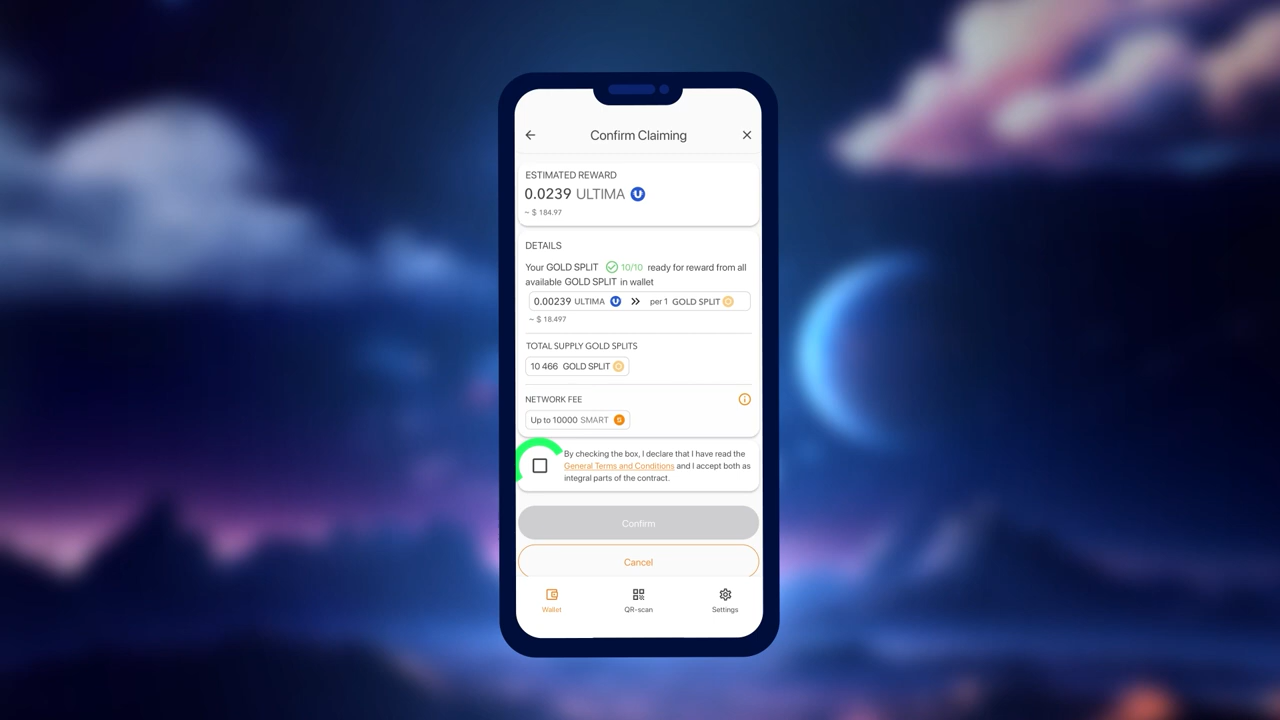 Confirm Claiming
ESTIMATED REWARD
0.0239 ULTIMA
~ $ 184.97
DETAILS
Your GOLD SPLIT 10/10 ready for reward from all
available GOLD SPLIT in wallet
0.00239 ULTIMA » per 1 GOLD SPLIT
~ $ 18.497
TOTAL SUPPLY GOLD SPLITS
10 466 GOLD SPLIT
NETWORK FEE
Up to 10000 SMART
By checking the box, I declare that I have read the
General Terms and Conditions and I accept both as
integral parts of the contract.
Confirm
Cancel
Wallet QR-scan Settings